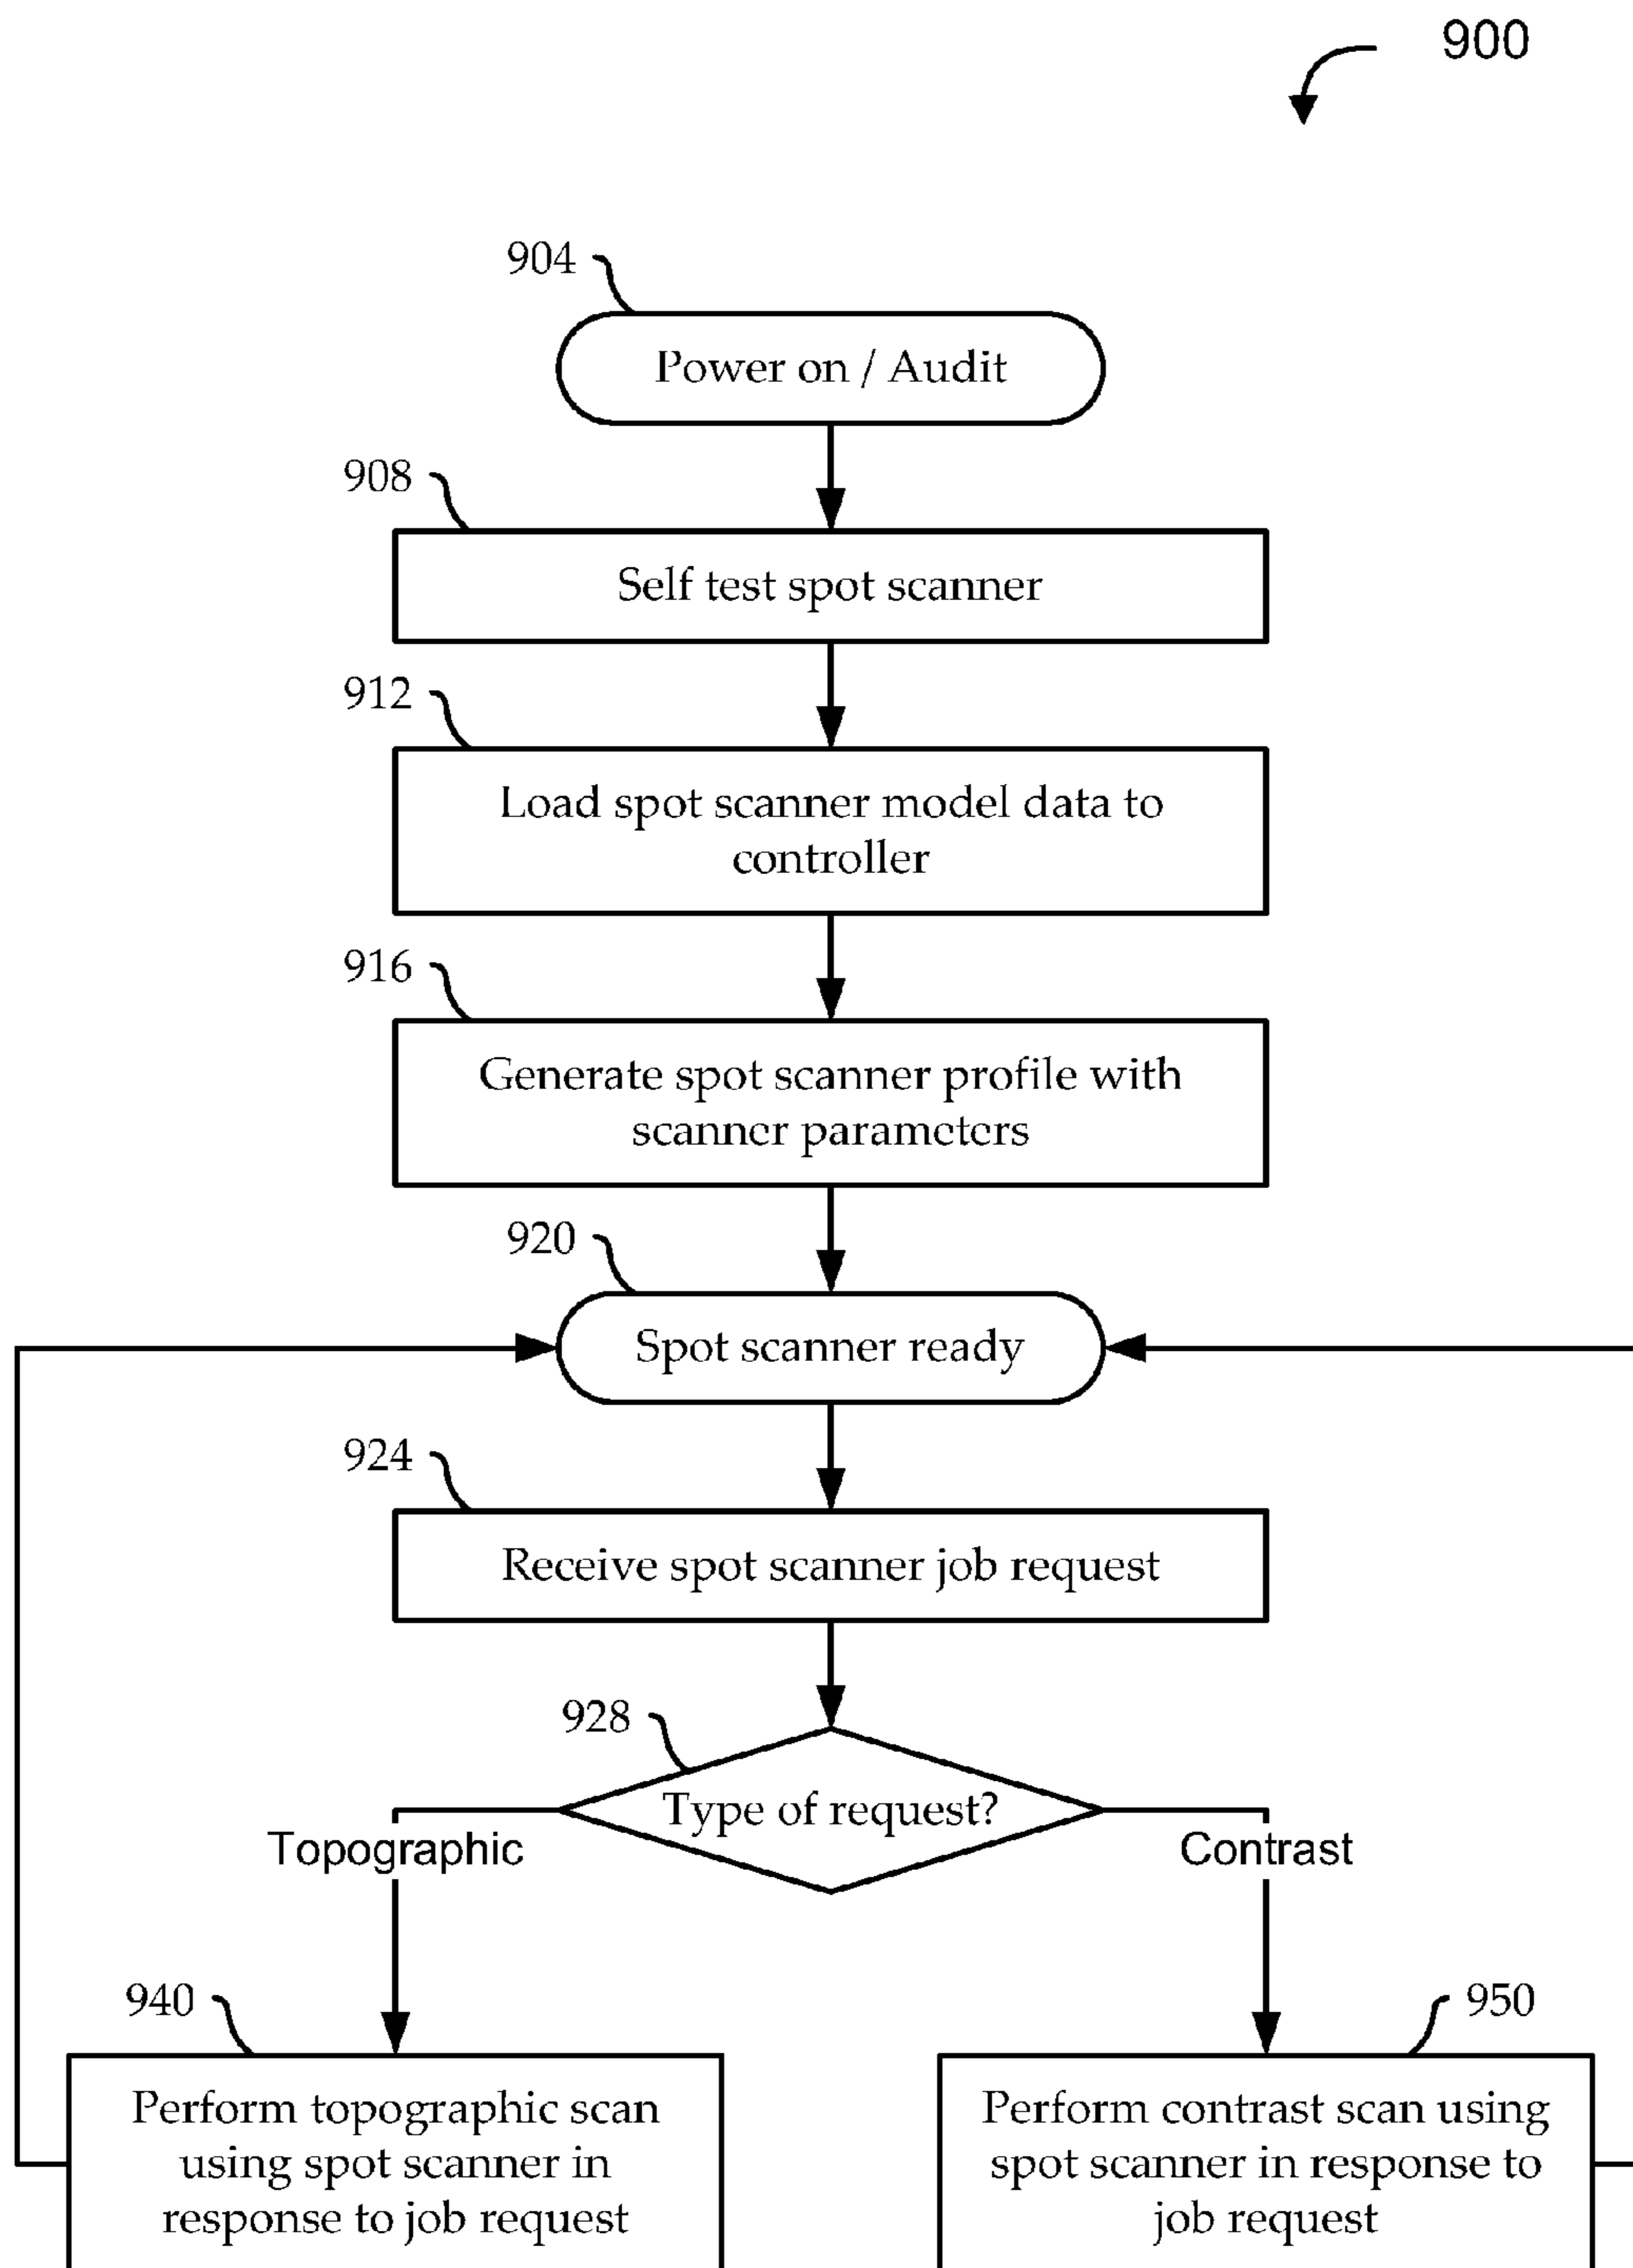 900
904
Power on / Audit
908
Self test spot scanner
912
Load spot scanner model data to
controller
916
Generate spot scanner profile with
scanner parameters
920
Spot scanner ready
924
Receive spot scanner job request
928
Type of request?
Topographic
Contrast
940
950
Perform topographic scan
using spot scanner in
response to job request
Perform contrast scan using
spot scanner in response to
job request